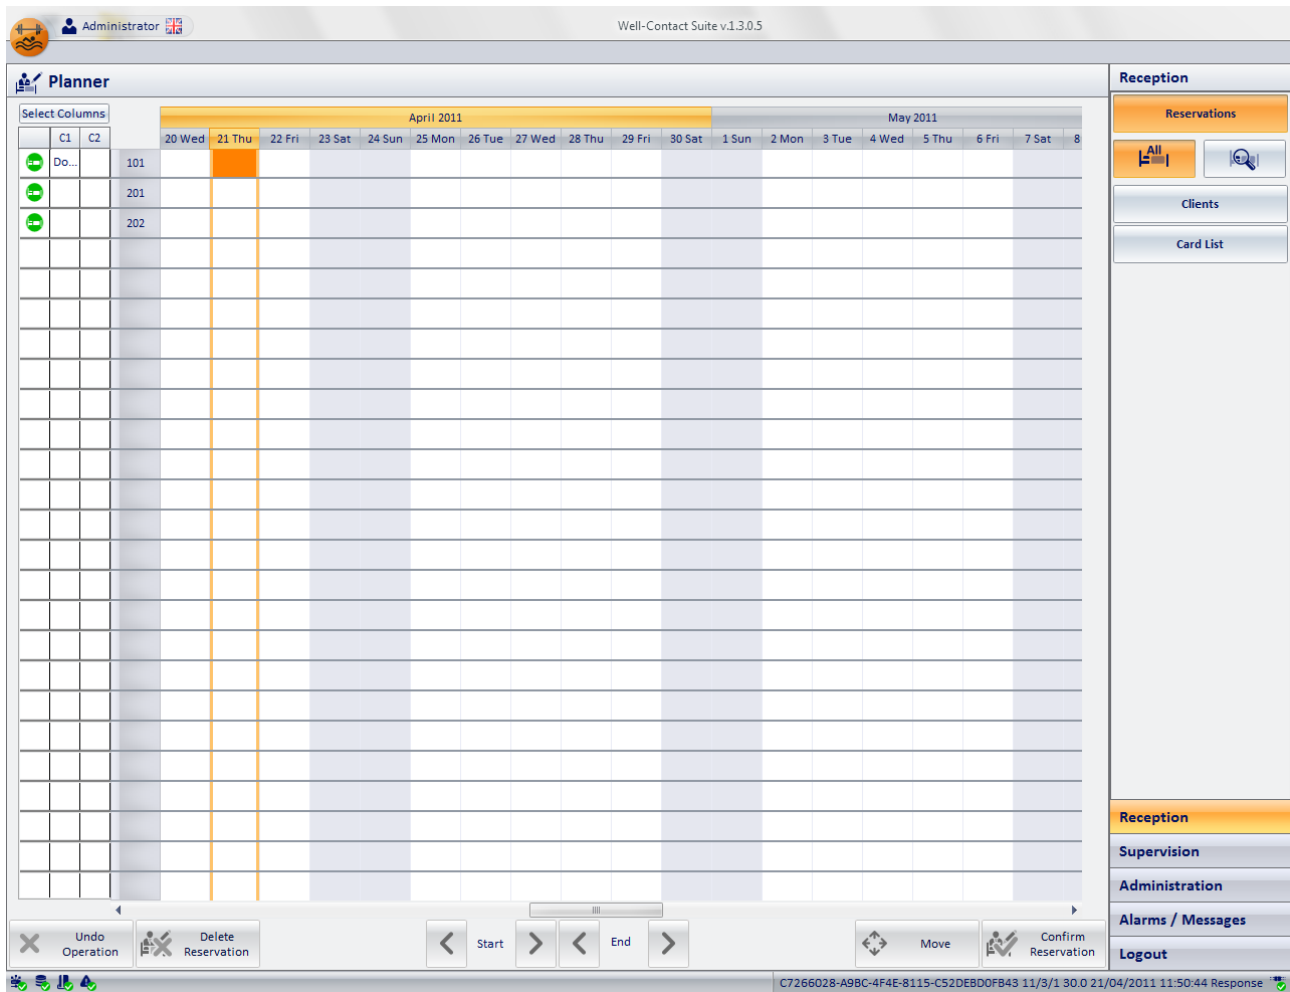 Administrator
Well-Contact Suite v.1.3.0.5
Planner
Reception
Select Columns
April 2011
May 2011
Reservations
C1 C2
20 Wed 21 Thu 22 Fri 23 Sat 24 Sun 25 Mon 26 Tue 27 Wed 28 Thu 29 Fri 30 Sat 1 Sun 2 Mon 3 Tue 4 Wed 5 Thu 6 Fri 7 Sat 8
All
Do... 101
201
202
Clients
Card List
Reception
Supervision
Administration
Alarms / Messages
Logout
Undo
Operation
Delete
Reservation
Start
End
Move
Confirm
Reservation
C7266028-A9BC-4F4E-8115-C52DEBD0FB43 11/3/1 30.0 21/04/2011 11:50:44 Response